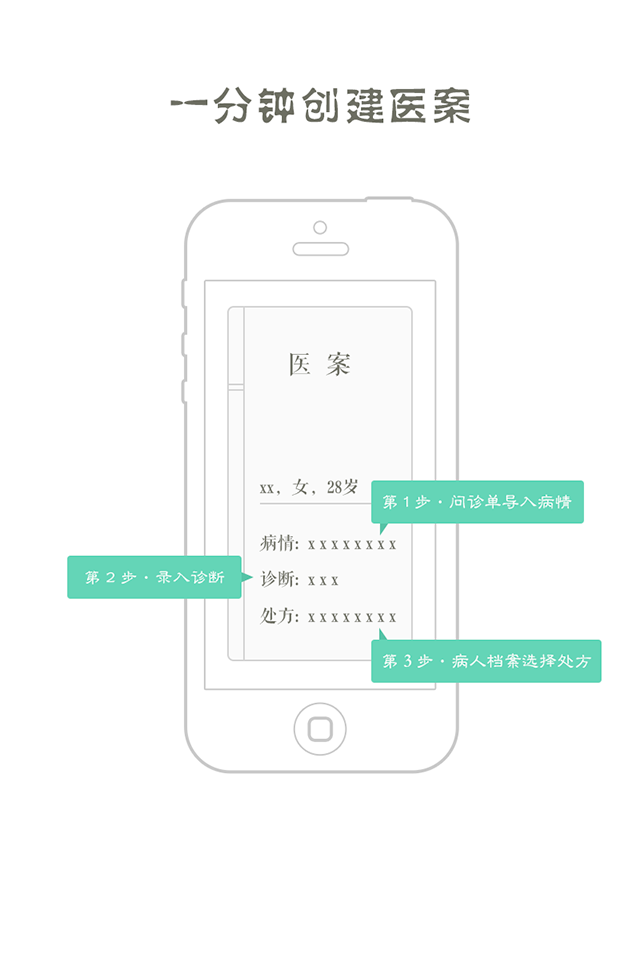 一分钟创建医案
医案
xx, 女, 28岁
第1步·问诊单导入病情
病情: xxxxxxxx
第2步·录入诊断
诊断: xxx
处方: xxxxxxxx
第3步·病人档案选择处方